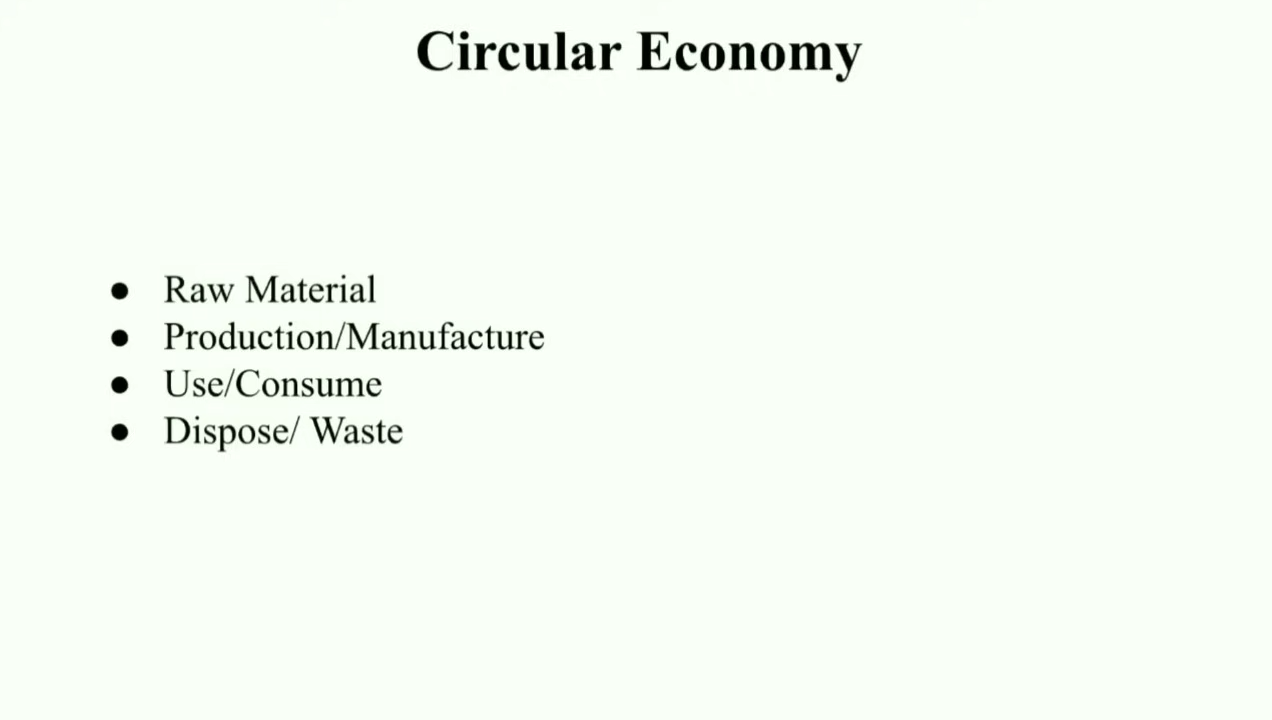 Circular Economy
● Raw Material
● Production/Manufacture
● Use/Consume
● Dispose/ Waste